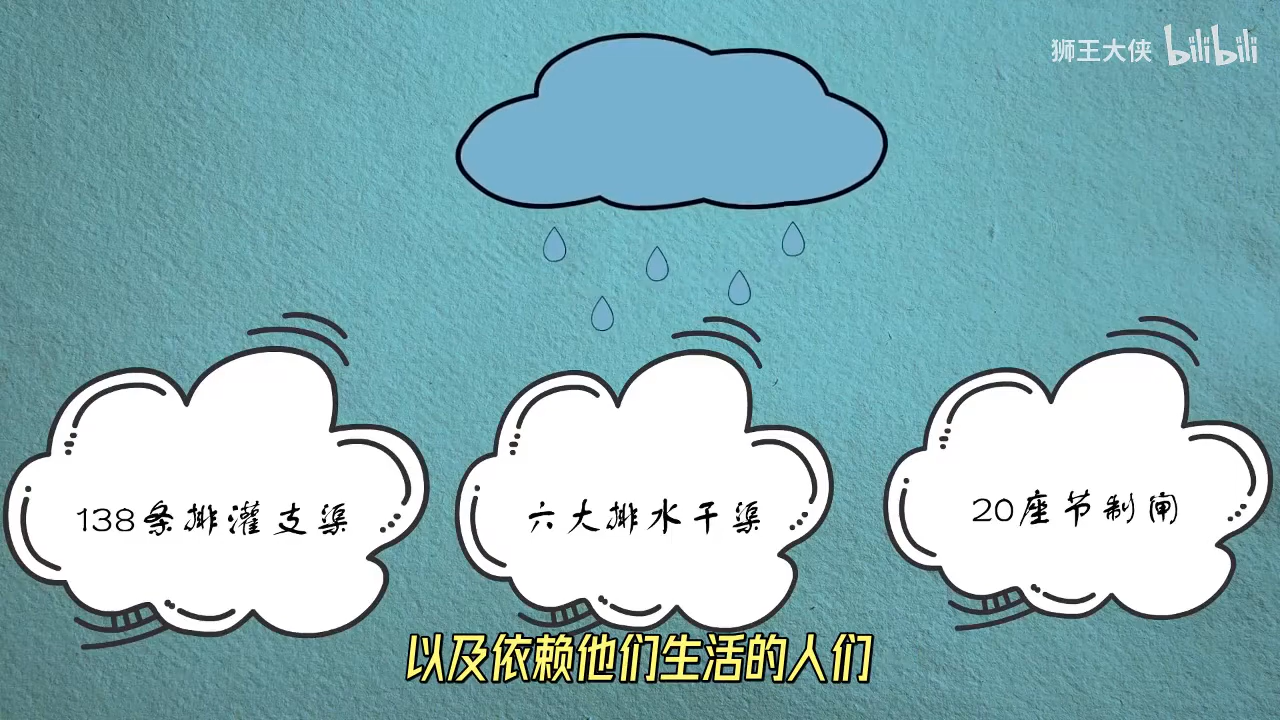 狮王大侠 bilibili
138条排灌支渠
六大排水干渠
20座节制闸
以及依赖他们生活的人们